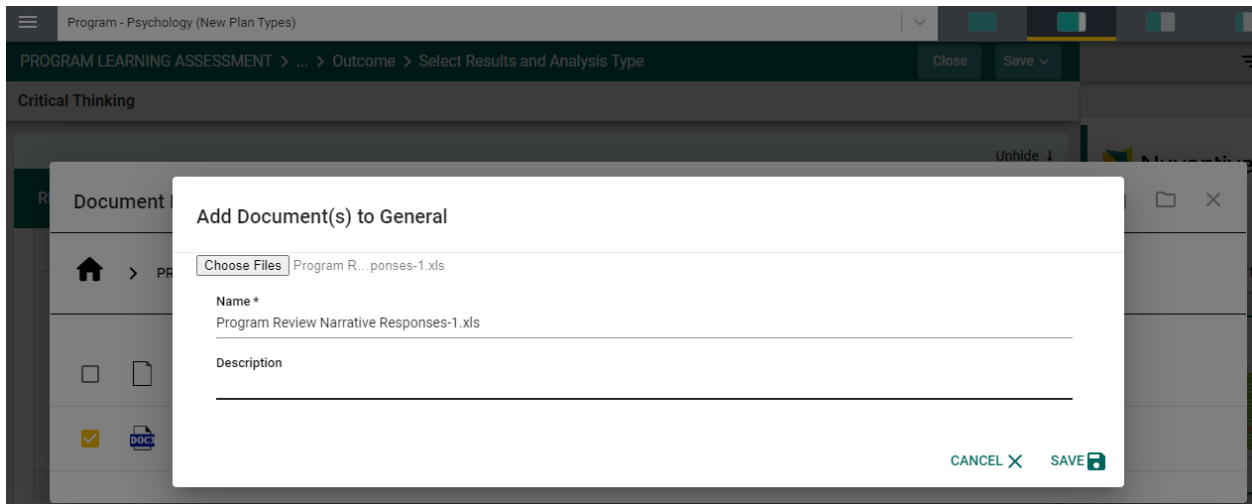 Program - Psychology (New Plan Types)
PROGRAM LEARNING ASSESSMENT > ... > Outcome > Select Results and Analysis Type
Close
Save
Critical Thinking
Unhide ↓
Document
Add Document(s) to General
Choose Files Program R...ponses-1.xls
Name *
Program Review Narrative Responses-1.xls
Description
DOCX
CANCEL
SAVE